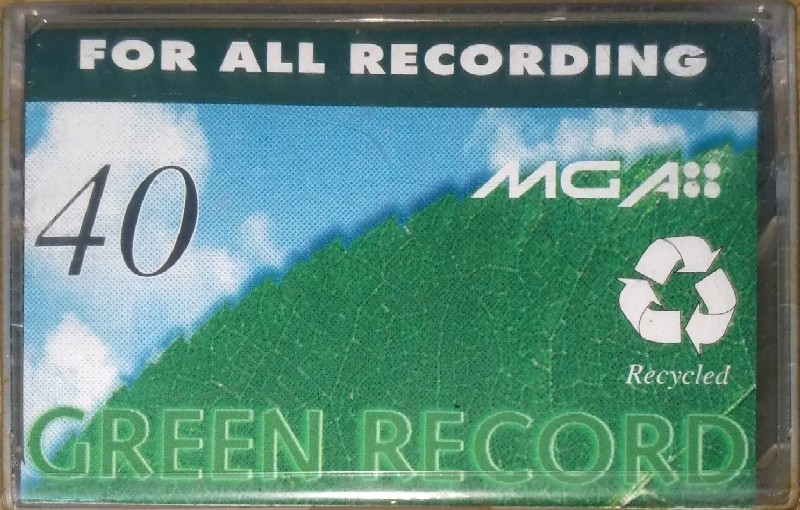 FOR ALL RECORDING
40
MGA
Recycled
GREEN RECORD